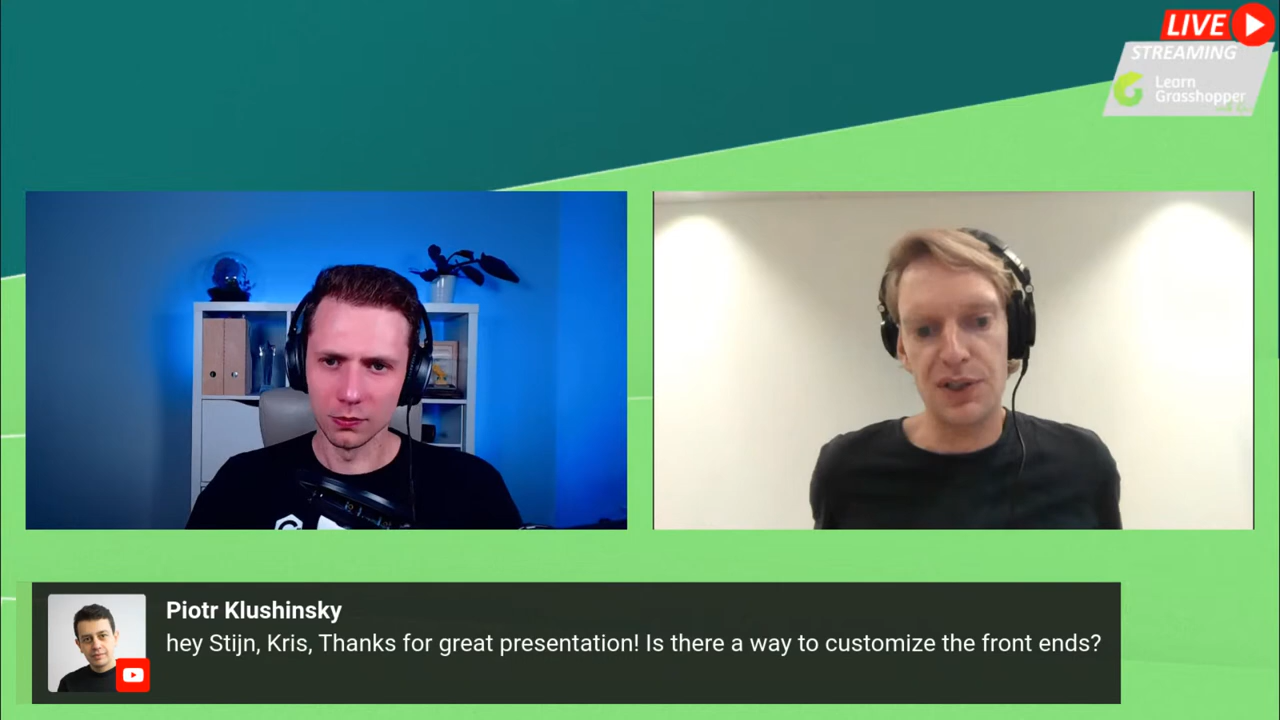 LIVE
STREAMING
Learn
Grasshopper
Piotr Klushinsky
hey Stijn, Kris, Thanks for great presentation! Is there a way to customize the front ends?